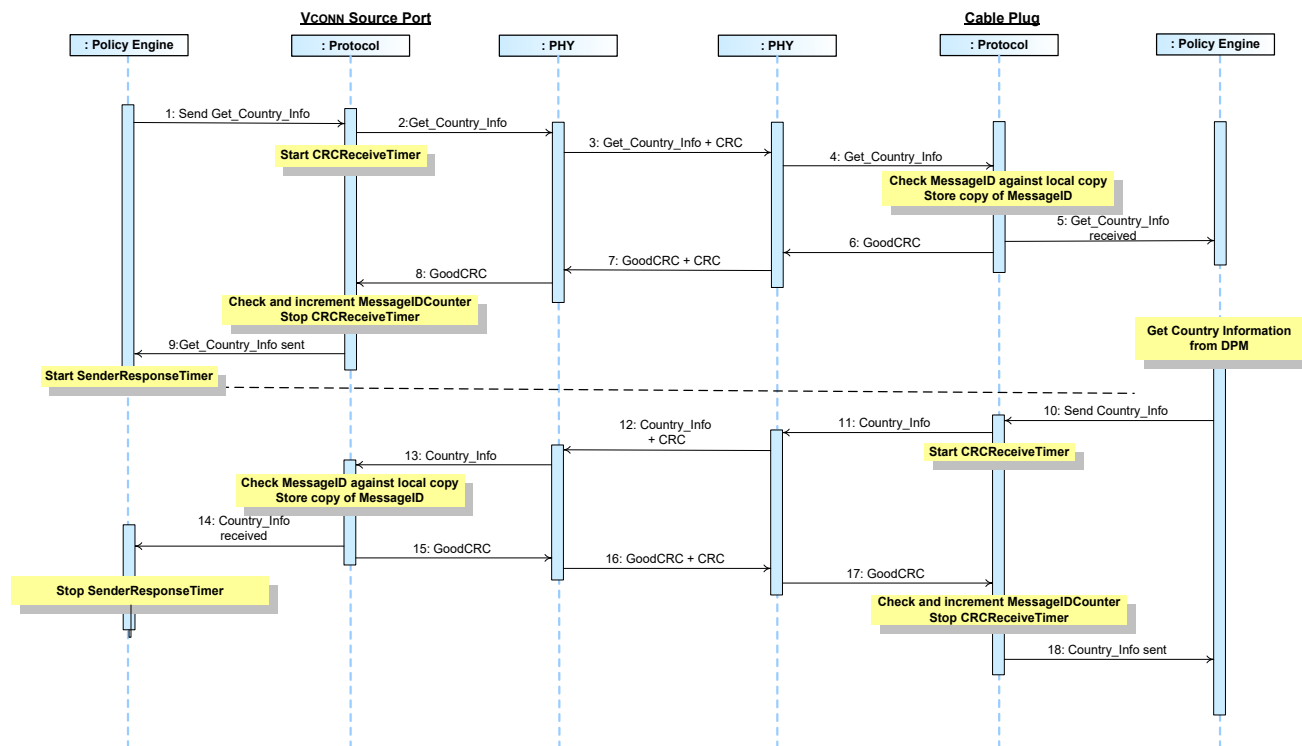 VCONN Source Port
Cable Plug
: Policy Engine
: Protocol
: PHY
: PHY
: Protocol
: Policy Engine
1: Send Get_Country_Info
2:Get_Country_Info
Start CRCReceiveTimer
3: Get_Country_Info + CRC
4: Get_Country_Info
Check MessageID against local copy
Store copy of MessageID
5: Get_Country_Info
received
6: GoodCRC
7: GoodCRC + CRC
8: GoodCRC
Check and increment MessageIDCounter
Stop CRCReceiveTimer
9:Get_Country_Info sent
Start SenderResponseTimer
Get Country Information
from DPM
10: Send Country_Info
11: Country_Info
Start CRCReceiveTimer
12: Country_Info
+ CRC
13: Country_Info
Check MessageID against local copy
Store copy of MessageID
14: Country_Info
received
15: GoodCRC
16: GoodCRC + CRC
17: GoodCRC
Stop SenderResponseTimer
Check and increment MessageIDCounter
Stop CRCReceiveTimer
18: Country_Info sent